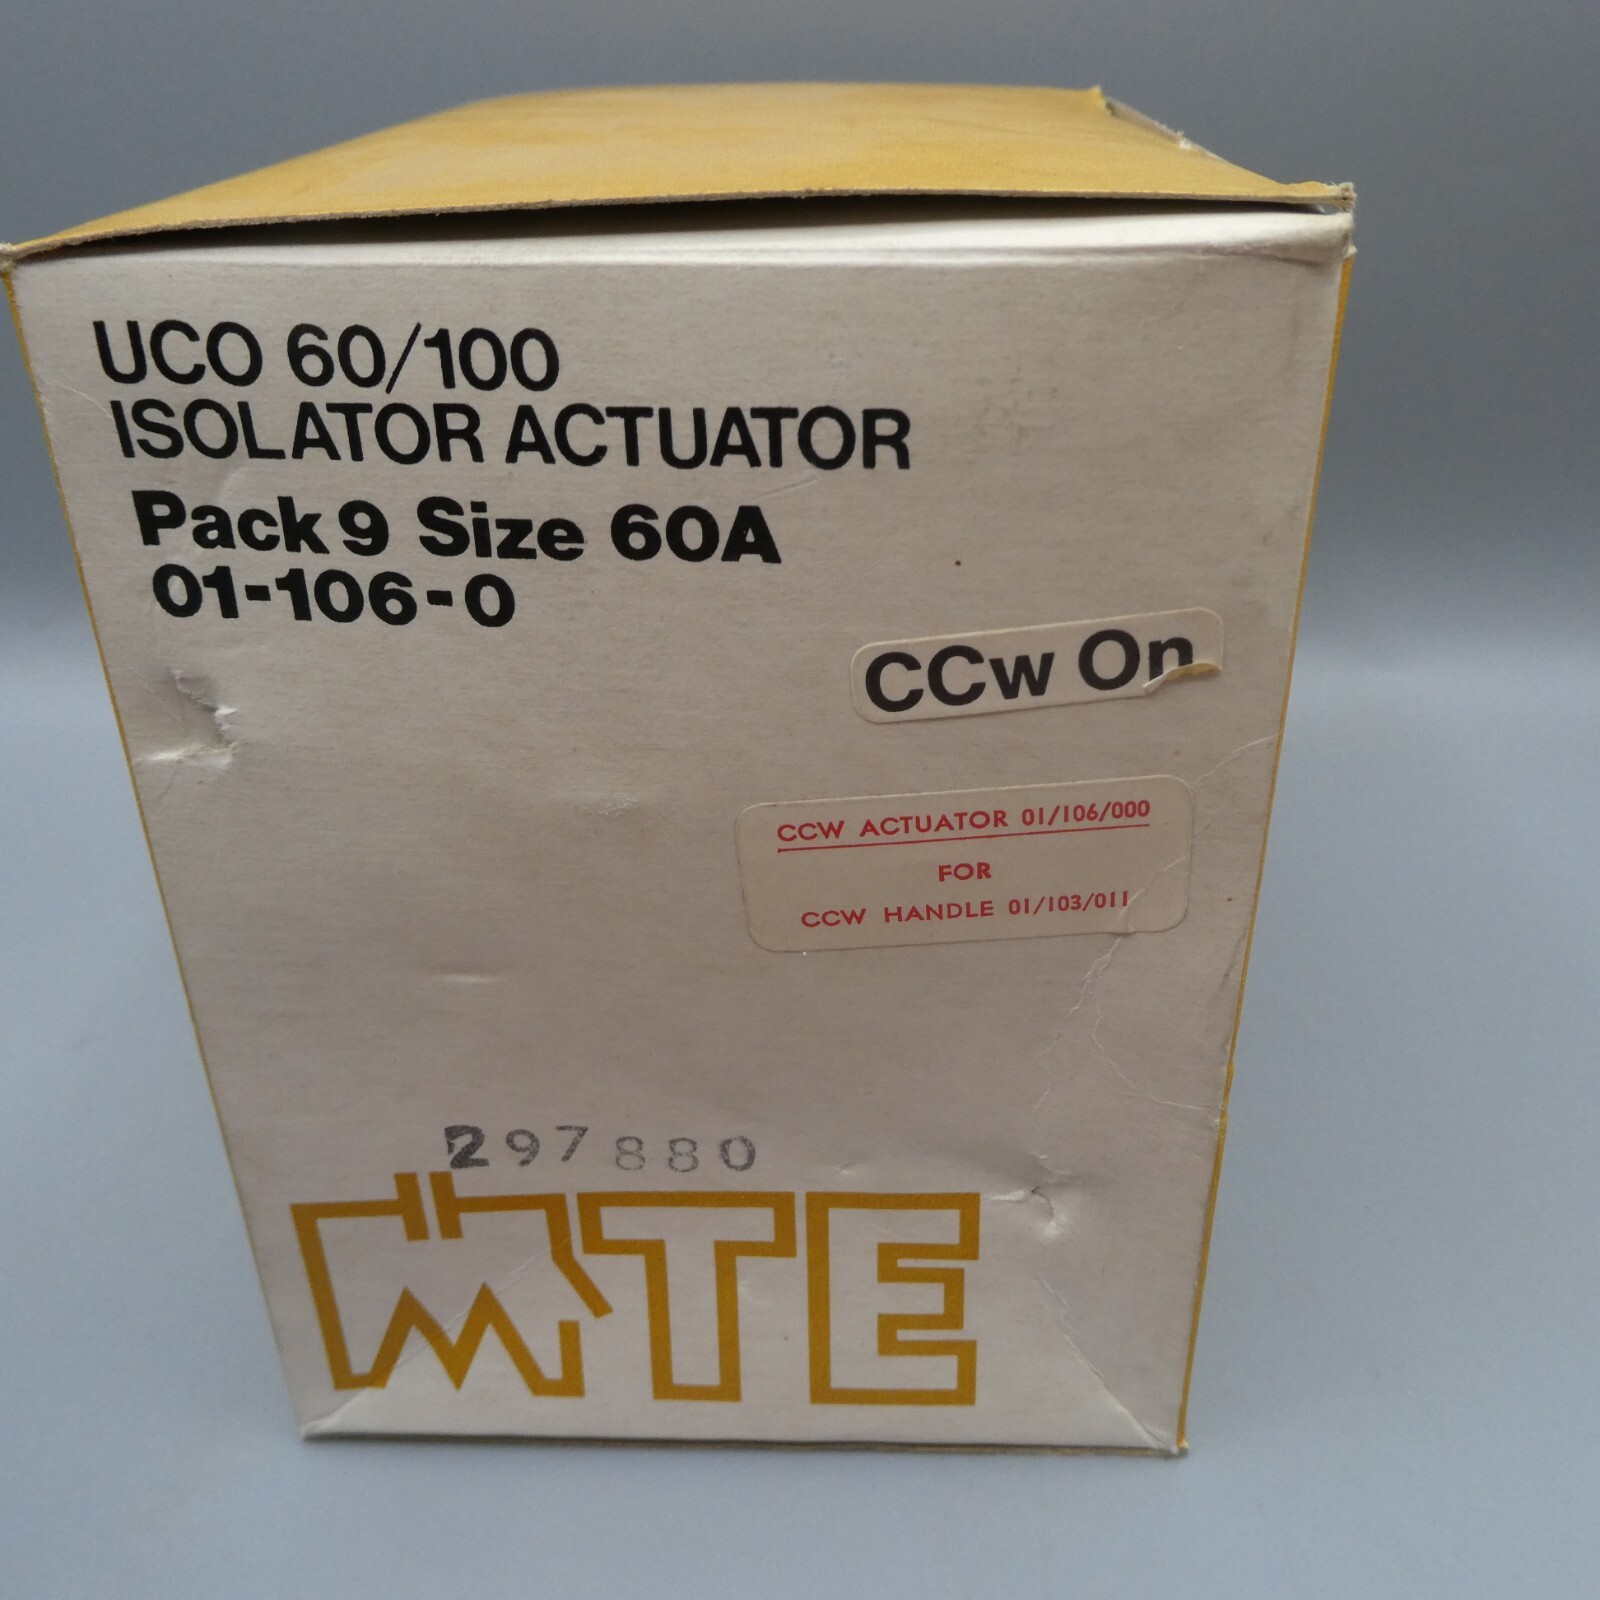 UCO 60/100
ISOLATOR ACTUATOR
Pack 9 Size 60A
01-106-0
CCw On
CCW ACTUATOR 01/106/000
FOR
CCW HANDLE 01/103/011
297880
MTE